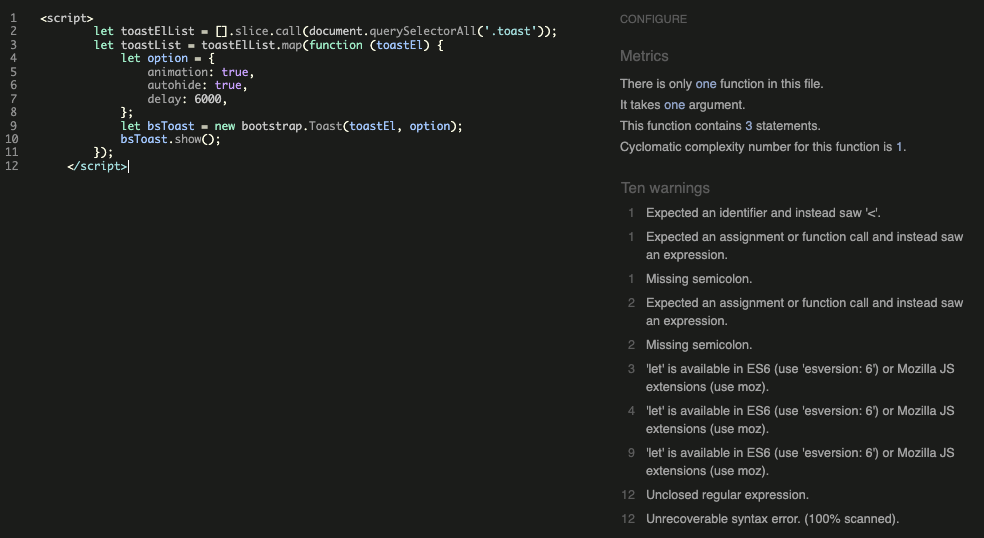 1 <script>
2 let toastElList = [].slice.call(document.querySelectorAll('.toast'));
3 let toastList = toastElList.map(function (toastEl) {
4 let option = {
5 animation: true,
6 autohide: true,
7 delay: 6000,
8 };
9 let bsToast = new bootstrap.Toast(toastEl, option);
10 bsToast.show();
11 });
12 </script>
CONFIGURE
Metrics
There is only one function in this file.
It takes one argument.
This function contains 3 statements.
Cyclomatic complexity number for this function is 1.
Ten warnings
1 Expected an identifier and instead saw '<'.
1 Expected an assignment or function call and instead saw
an expression.
1 Missing semicolon.
2 Expected an assignment or function call and instead saw
an expression.
2 Missing semicolon.
3 'let' is available in ES6 (use 'esversion: 6') or Mozilla JS
extensions (use moz).
4 'let' is available in ES6 (use 'esversion: 6') or Mozilla JS
extensions (use moz).
9 'let' is available in ES6 (use 'esversion: 6') or Mozilla JS
extensions (use moz).
12 Unclosed regular expression.
12 Unrecoverable syntax error. (100% scanned).